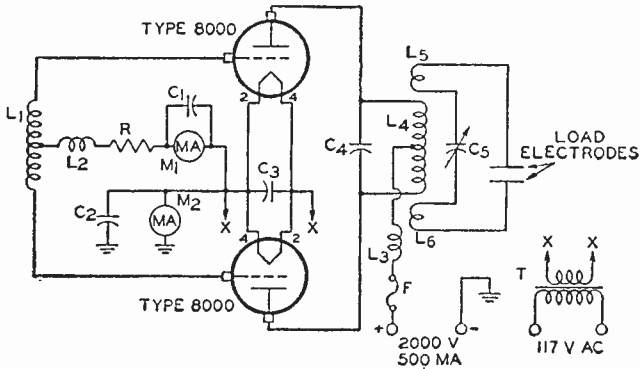 TYPE 8000
2 4
L1
C1
L2
R
MA
M1
C3
C2
M2
MA
X
X
4 2
TYPE 8000
C4
L5
L4
C5
LOAD
ELECTRODES
L3
L6
F
+
-
2000 V
500 MA
X X
T
117 V AC